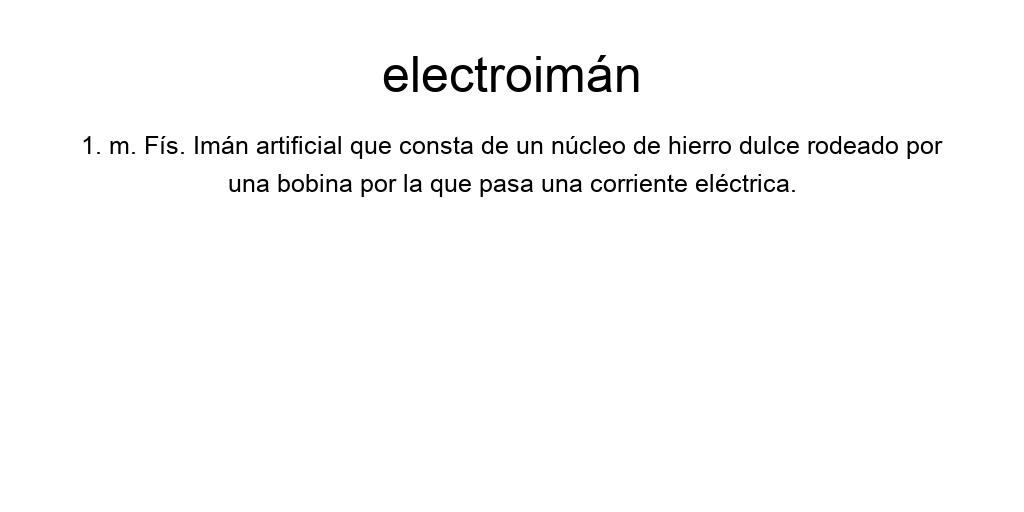 electroimán
1. m. Fís. Imán artificial que consta de un núcleo de hierro dulce rodeado por
una bobina por la que pasa una corriente eléctrica.